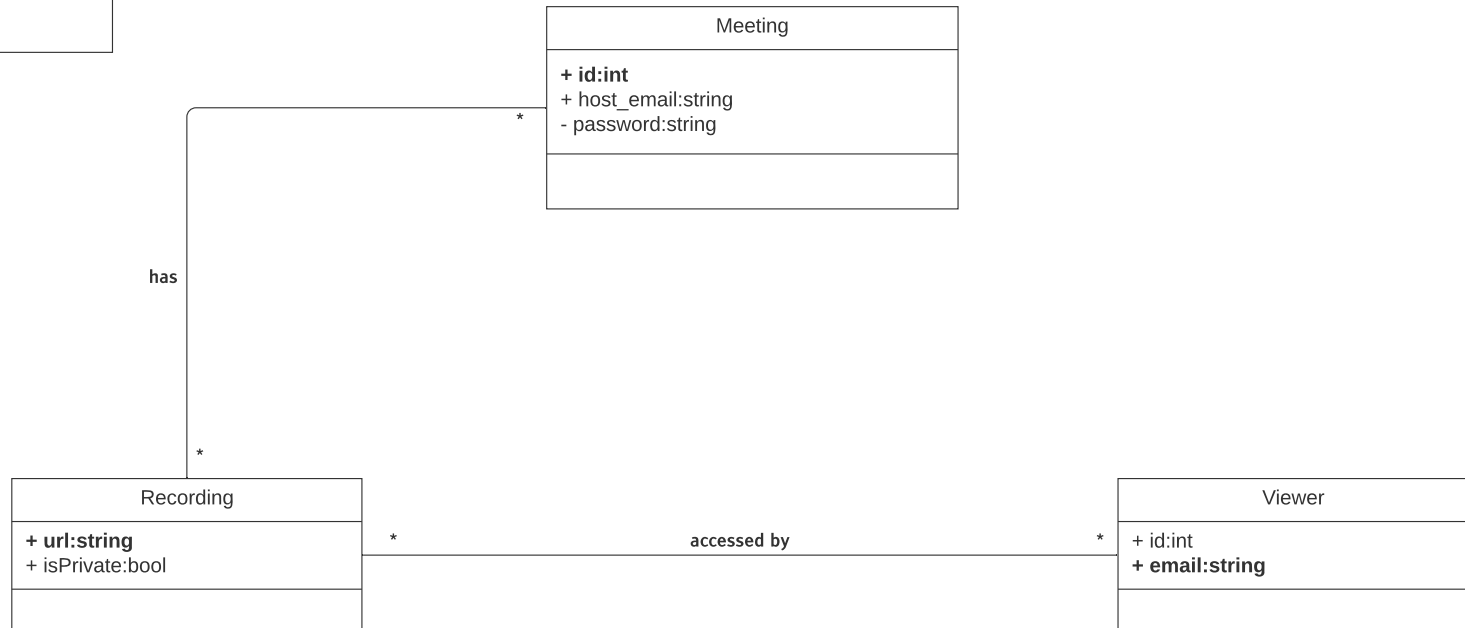 Meeting
+ id:int
+ host_email:string
- password:string
*
has
*
Recording
+ url:string
+ isPrivate:bool
*
accessed by
*
Viewer
+ id:int
+ email:string